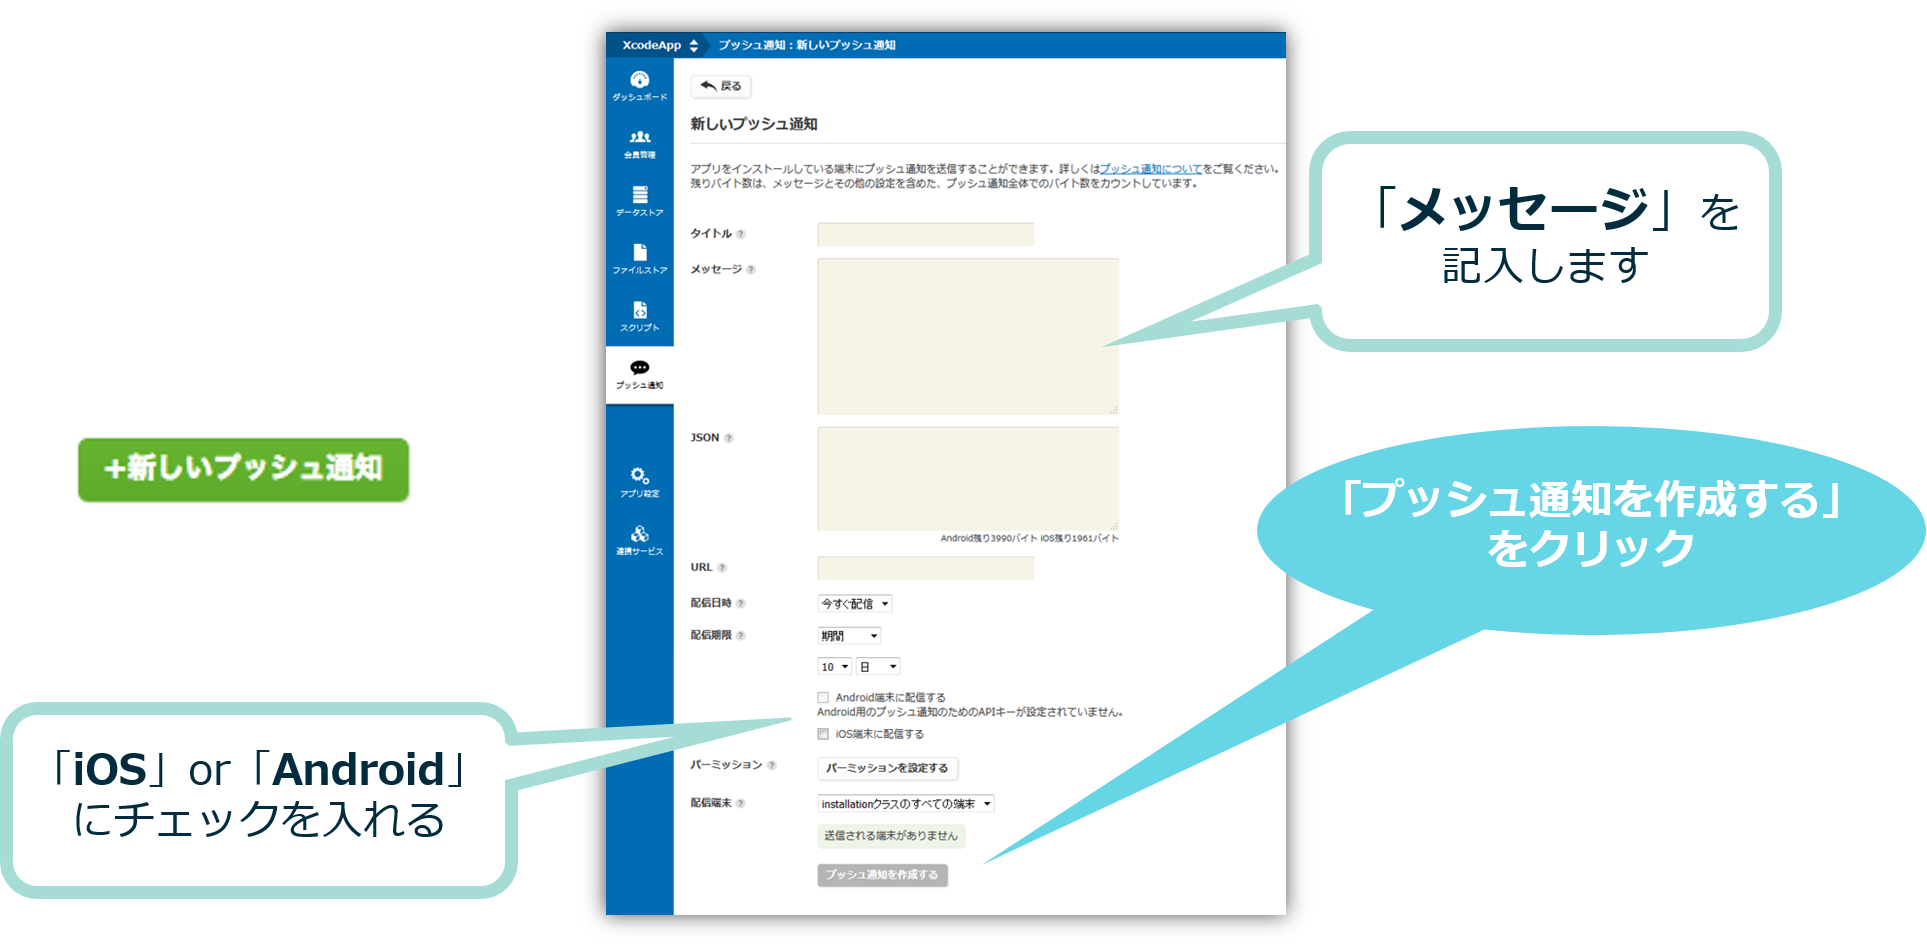 XcodeApp プッシュ通知：新しいプッシュ通知
ダッシュボード
会員管理
データストア
ファイルストア
スクリプト
プッシュ通知
アプリ設定
連携サービス
戻る
新しいプッシュ通知
アプリをインストールしている端末にプッシュ通知を送信することができます。詳しくはプッシュ通知についてをご覧ください。
残りバイト数は、メッセージとその他の設定を含めた、プッシュ通知全体でのバイト数をカウントしています。
タイトル ?
メッセージ ?
JSON ?
Android残り3990バイト iOS残り1961バイト
URL ?
配信日時 ? 今すぐ配信
配信期限 ? 期間
10 日
Android端末に配信する
Android用のプッシュ通知のためのAPIキーが設定されていません。
iOS端末に配信する
パーミッション ? パーミッションを設定する
配信端末 ? installationクラスのすべての端末
送信される端末がありません
プッシュ通知を作成する
+新しいプッシュ通知
「メッセージ」を
記入します
「プッシュ通知を作成する」
をクリック
「iOS」or「Android」
にチェックを入れる